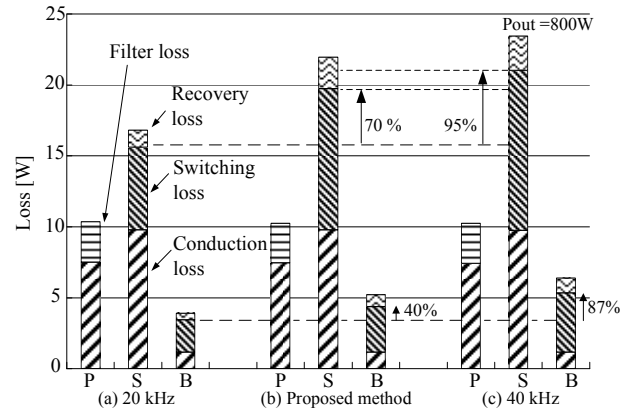 25
20
15
10
5
0
Loss [W]
Pout =800W
Filter loss
Recovery
loss
Switching
loss
Conduction
loss
70 %
95%
40%
87%
P
S
B
P
S
B
P
S
B
(a) 20 kHz
(b) Proposed method
(c) 40 kHz